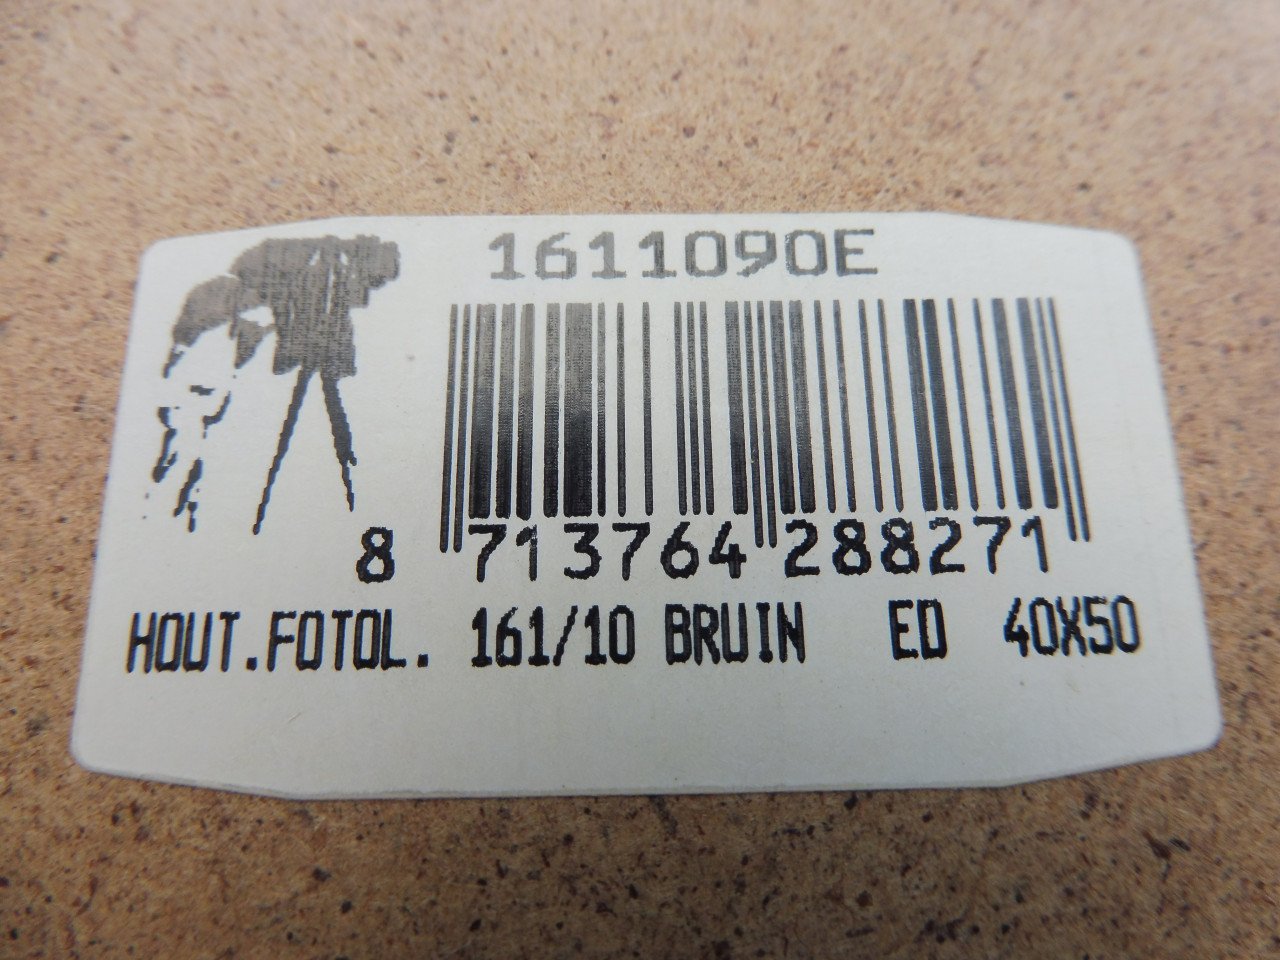 1611090E
8 713764 288271
HOUT.FOTOL. 161/10 BRUIN ED 40X50